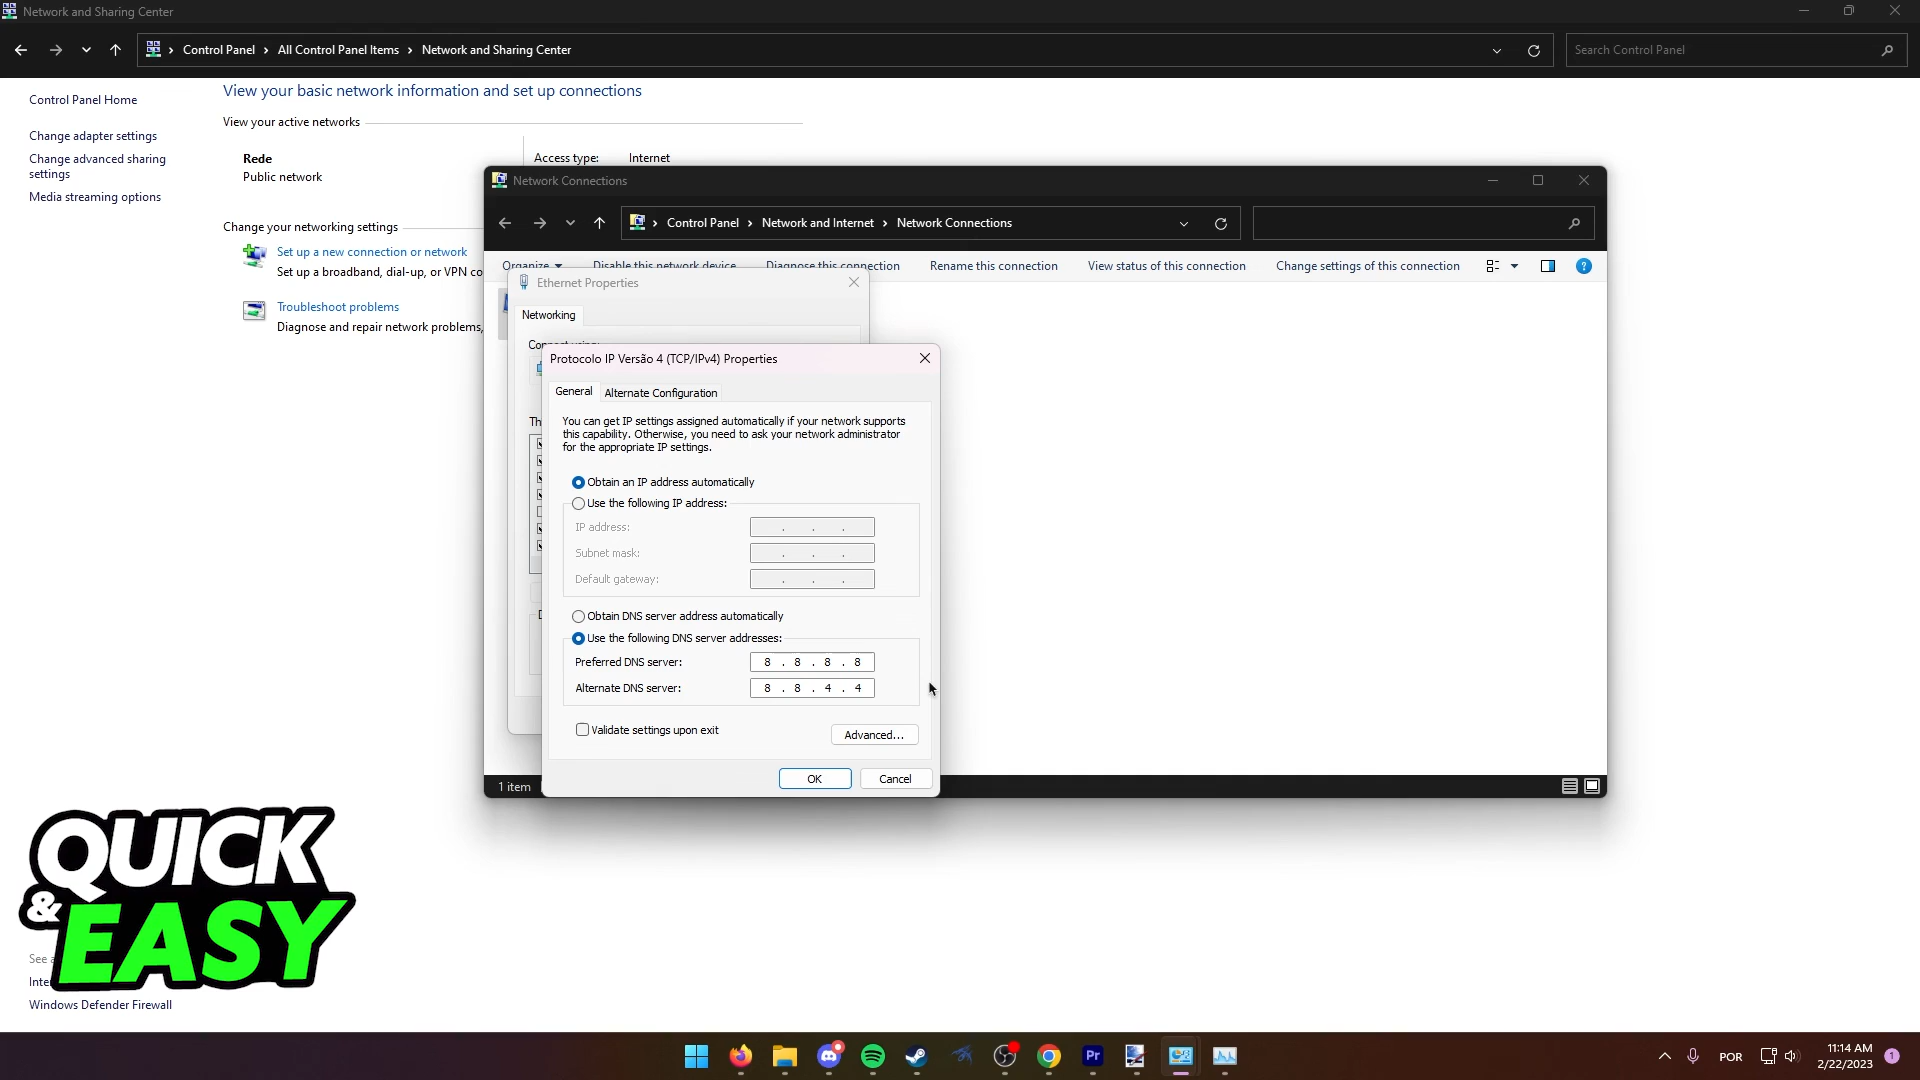 Network and Sharing Center
Control Panel > All Control Panel Items > Network and Sharing Center
Search Control Panel
Control Panel Home
Change adapter settings
Change advanced sharing
settings
Media streaming options
View your basic network information and set up connections
View your active networks
Rede
Public network
Access type: Internet
Change your networking settings
Set up a new connection or network
Set up a broadband, dial-up, or VPN co
Troubleshoot problems
Diagnose and repair network problems,
Network Connections
Control Panel > Network and Internet > Network Connections
Organize
Disable this network device
Diagnose this connection
Rename this connection
View status of this connection
Change settings of this connection
Ethernet Properties
Networking
Connect using:
Th
Protocolo IP Versão 4 (TCP/IPv4) Properties
General
Alternate Configuration
You can get IP settings assigned automatically if your network supports
this capability. Otherwise, you need to ask your network administrator
for the appropriate IP settings.
Obtain an IP address automatically
Use the following IP address:
IP address:
Subnet mask:
Default gateway:
Obtain DNS server address automatically
Use the following DNS server addresses:
Preferred DNS server: 8 . 8 . 8 . 8
Alternate DNS server: 8 . 8 . 4 . 4
Validate settings upon exit
Advanced...
OK
Cancel
1 item
QUICK
& EASY
See a
Inte
Windows Defender Firewall
Pr
POR
11:14 AM
2/22/2023
1